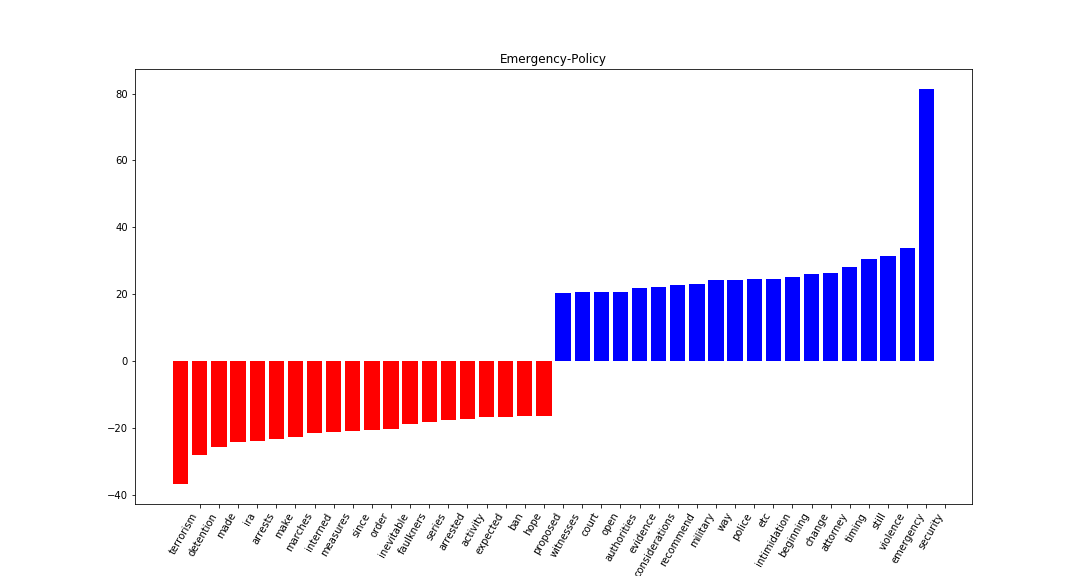 Emergency-Policy
80
60
40
20
0
−20
−40
terrorism
detention
made
ira
arrests
make
marches
interned
measures
since
order
inevitable
faulkners
series
arrested
activity
expected
ban
hope
proposed
witnesses
court
open
authorities
evidence
considerations
recommend
military
way
police
etc
intimidation
beginning
change
attorney
timing
still
violence
emergency
security